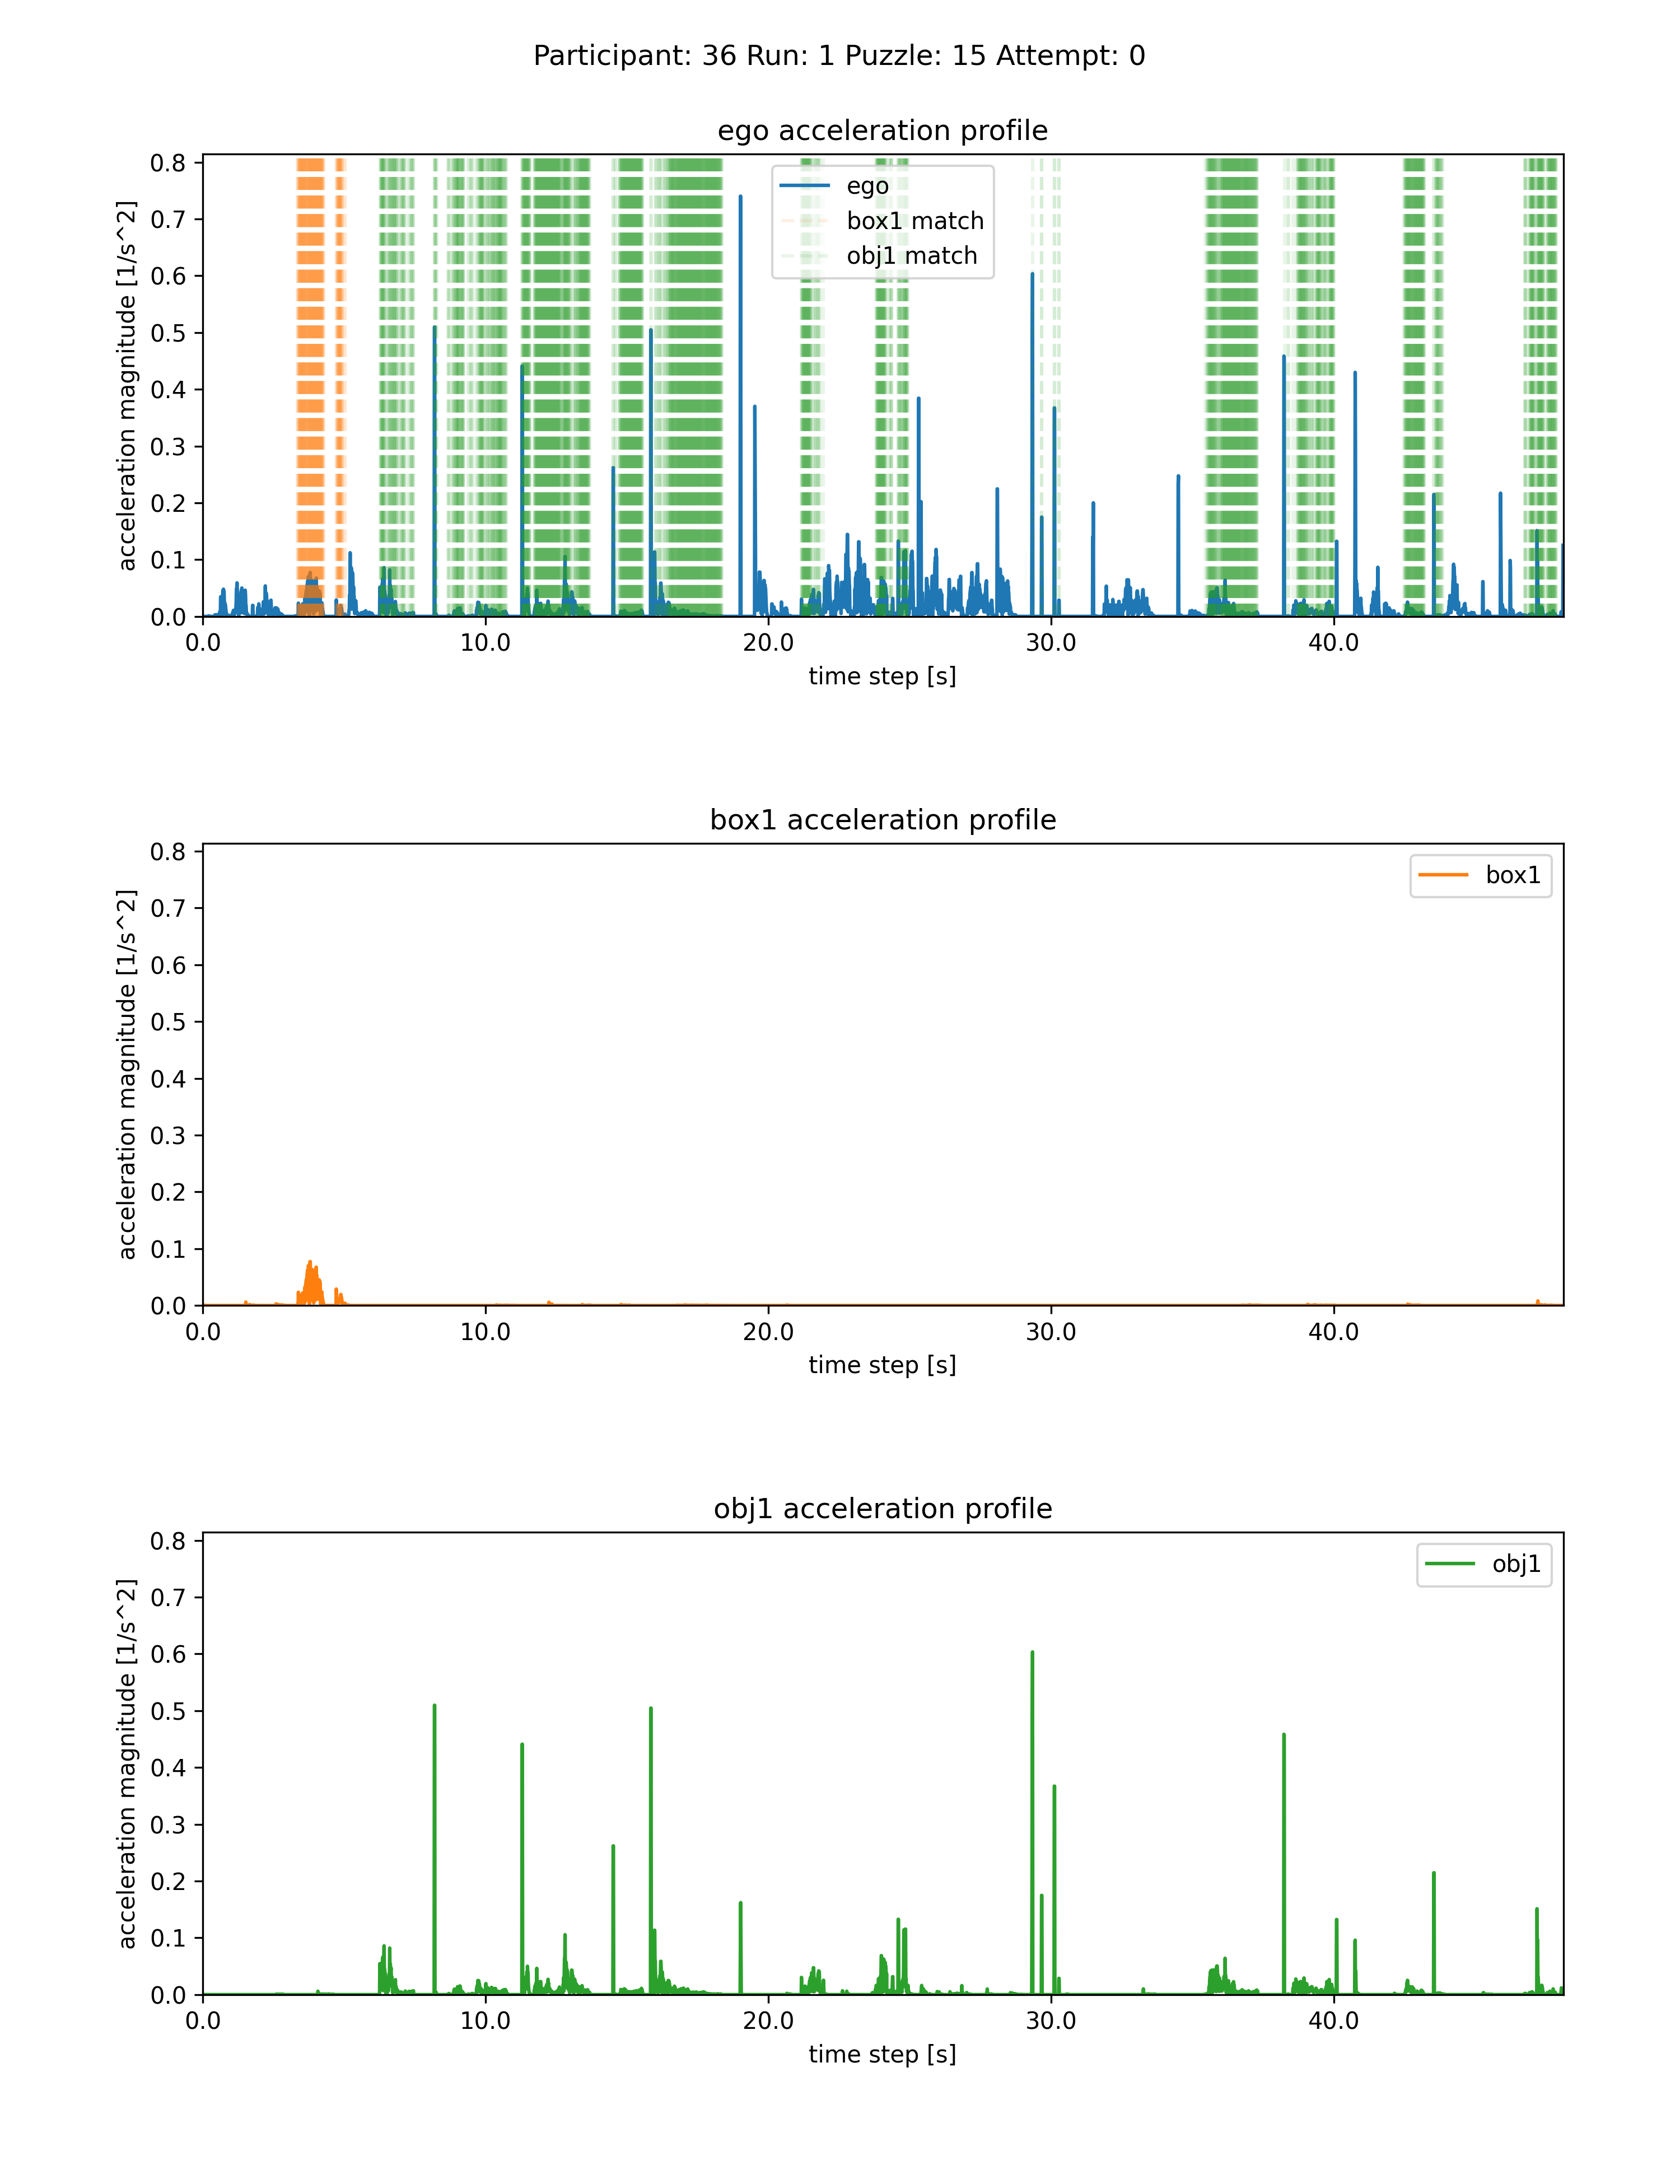 Participant: 36 Run: 1 Puzzle: 15 Attempt: 0
ego acceleration profile
acceleration magnitude [1/s^2]
0.8
0.7
0.6
0.5
0.4
0.3
0.2
0.1
0.0
ego
box1 match
obj1 match
0.0 10.0 20.0 30.0 40.0
time step [s]
box1 acceleration profile
acceleration magnitude [1/s^2]
0.8
0.7
0.6
0.5
0.4
0.3
0.2
0.1
0.0
box1
0.0 10.0 20.0 30.0 40.0
time step [s]
obj1 acceleration profile
acceleration magnitude [1/s^2]
0.8
0.7
0.6
0.5
0.4
0.3
0.2
0.1
0.0
obj1
0.0 10.0 20.0 30.0 40.0
time step [s]